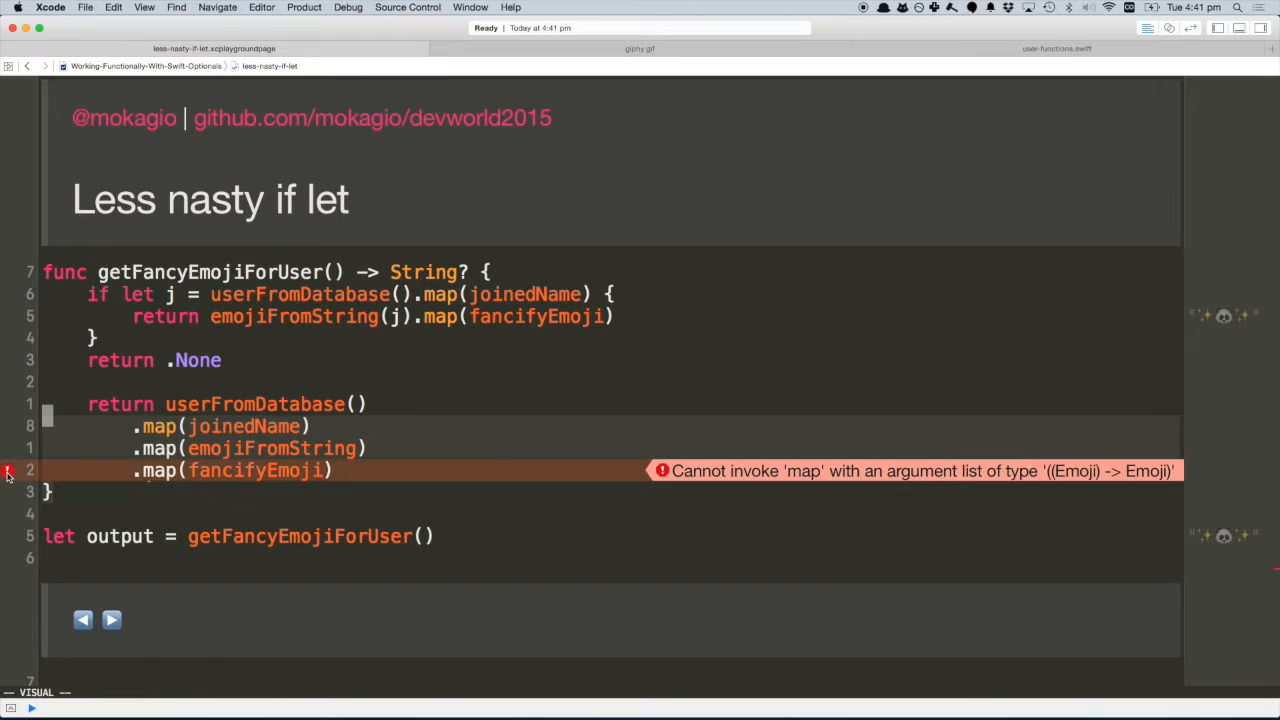 Xcode File Edit View Find Navigate Editor Product Debug Source Control Window Help Tue 4:41 pm
Ready | Today at 4:41 pm
less-nasty-if-let.xcplaygroundpage giphy gif user-functions.swift
Working-Functionally-With-Swift-Optionals less-nasty-if-let
@mokagio | github.com/mokagio/devworld2015
Less nasty if let
7 func getFancyEmojiForUser() -> String? {
6 if let j = userFromDatabase().map(joinedName) {
5 return emojiFromString(j).map(fancifyEmoji) "✨🐼✨"
4 }
3 return .None
2
1 return userFromDatabase()
8 .map(joinedName)
1 .map(emojiFromString)
2 .map(fancifyEmoji) Cannot invoke 'map' with an argument list of type '((Emoji) -> Emoji)'
3 }
4
5 let output = getFancyEmojiForUser() "✨🐼✨"
6
7
-- VISUAL --